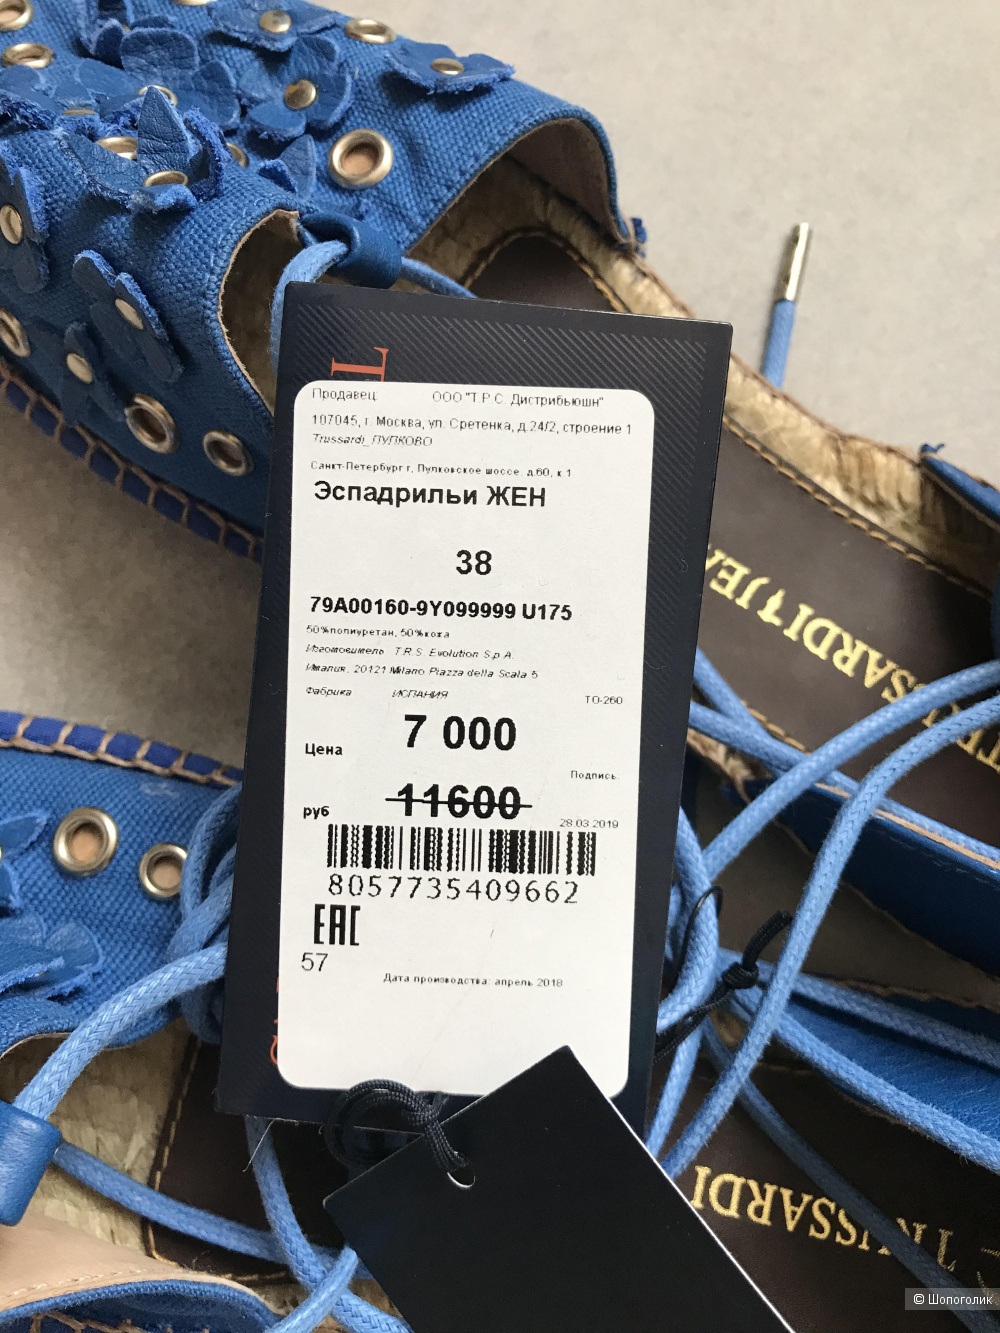 L
Продавец: ООО "Т.Р.С. Дистрибьюшн"
107045, г. Москва, ул. Сретенка, д.24/2, строение 1
Trussardi_ПУЛКОВО
Санкт-Петербург г, Пулковское шоссе, д.60, к 1
Эспадрильи ЖЕН
38
79A00160-9Y099999 U175
50%полиуретан, 50%кожа
Изготовитель T.R.S. Evolution S.p.A.
Италия, 20121 Milano Piazza della Scala 5
Фабрика ИСПАНИЯ ТО-260
Цена 7 000
Подпись
руб 11600
28.03.2019
8057735409662
EAC
57
Дата производства: апрель 2018
TRUSSARDI JEA
TRUSSARDI
© Шопоголик